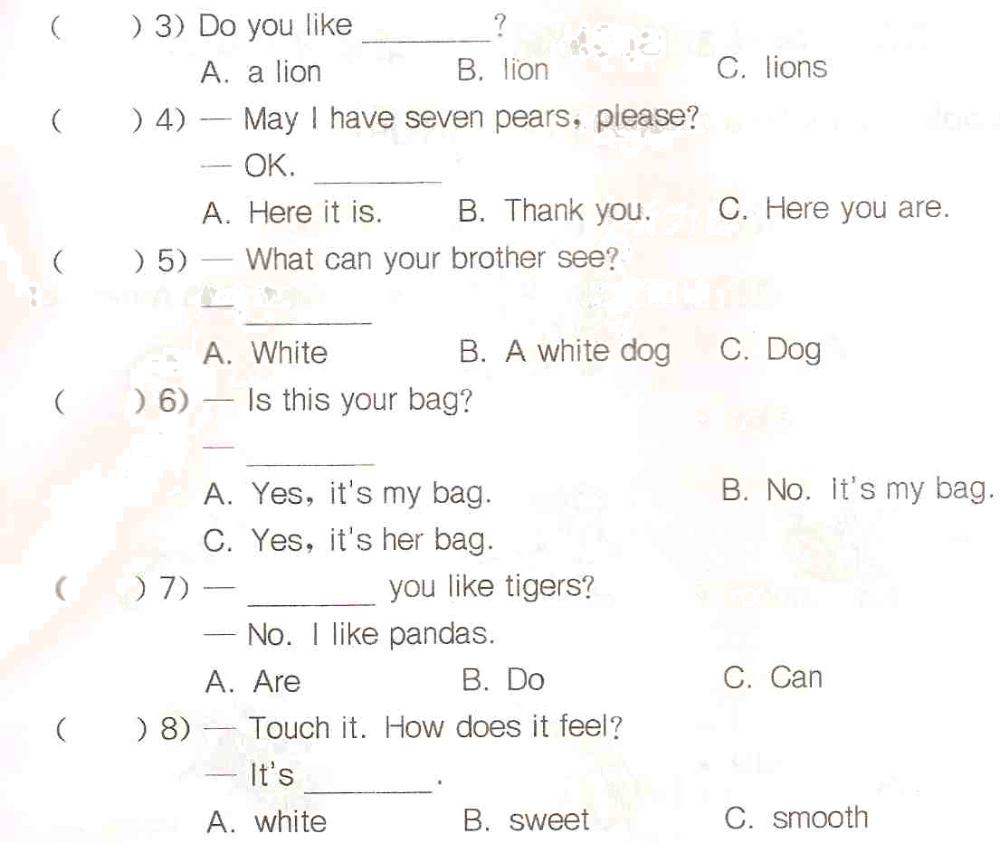 (    ) 3) Do you like ________?
A. a lion B. lion C. lions
(    ) 4) — May I have seven pears, please?
— OK. ________
A. Here it is. B. Thank you. C. Here you are.
(    ) 5) — What can your brother see?
— ________
A. White B. A white dog C. Dog
(    ) 6) — Is this your bag?
— ________
A. Yes, it's my bag. B. No. It's my bag.
C. Yes, it's her bag.
(    ) 7) — ________ you like tigers?
— No. I like pandas.
A. Are B. Do C. Can
(    ) 8) — Touch it. How does it feel?
— It's ________.
A. white B. sweet C. smooth